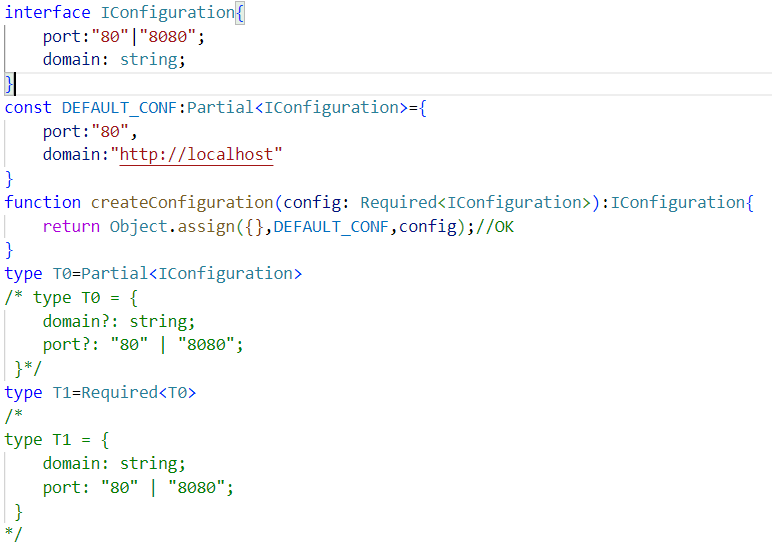 interface IConfiguration{
    port:"80"|"8080";
    domain: string;
}
const DEFAULT_CONF:Partial<IConfiguration>={
    port:"80",
    domain:"http://localhost"
}
function createConfiguration(config: Required<IConfiguration>):IConfiguration{
    return Object.assign({},DEFAULT_CONF,config);//OK
}
type T0=Partial<IConfiguration>
/* type T0 = {
    domain?: string;
    port?: "80" | "8080";
 }*/
type T1=Required<T0>
/*
type T1 = {
    domain: string;
    port: "80" | "8080";
 }
*/